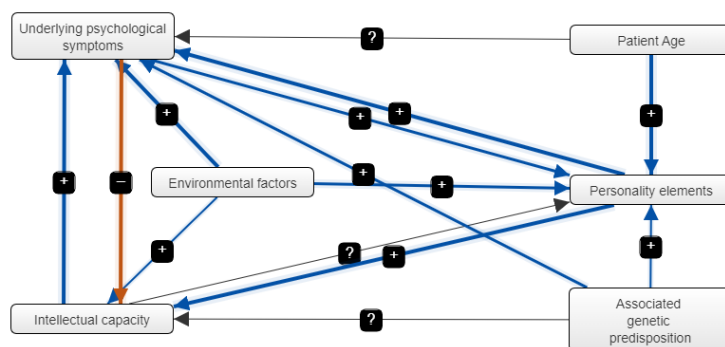 Underlying psychological
symptoms
?
Patient Age
+
+
+
+
+
+
–
Environmental factors
+
Personality elements
+
?
+
+
Intellectual capacity
?
Associated
genetic
predisposition